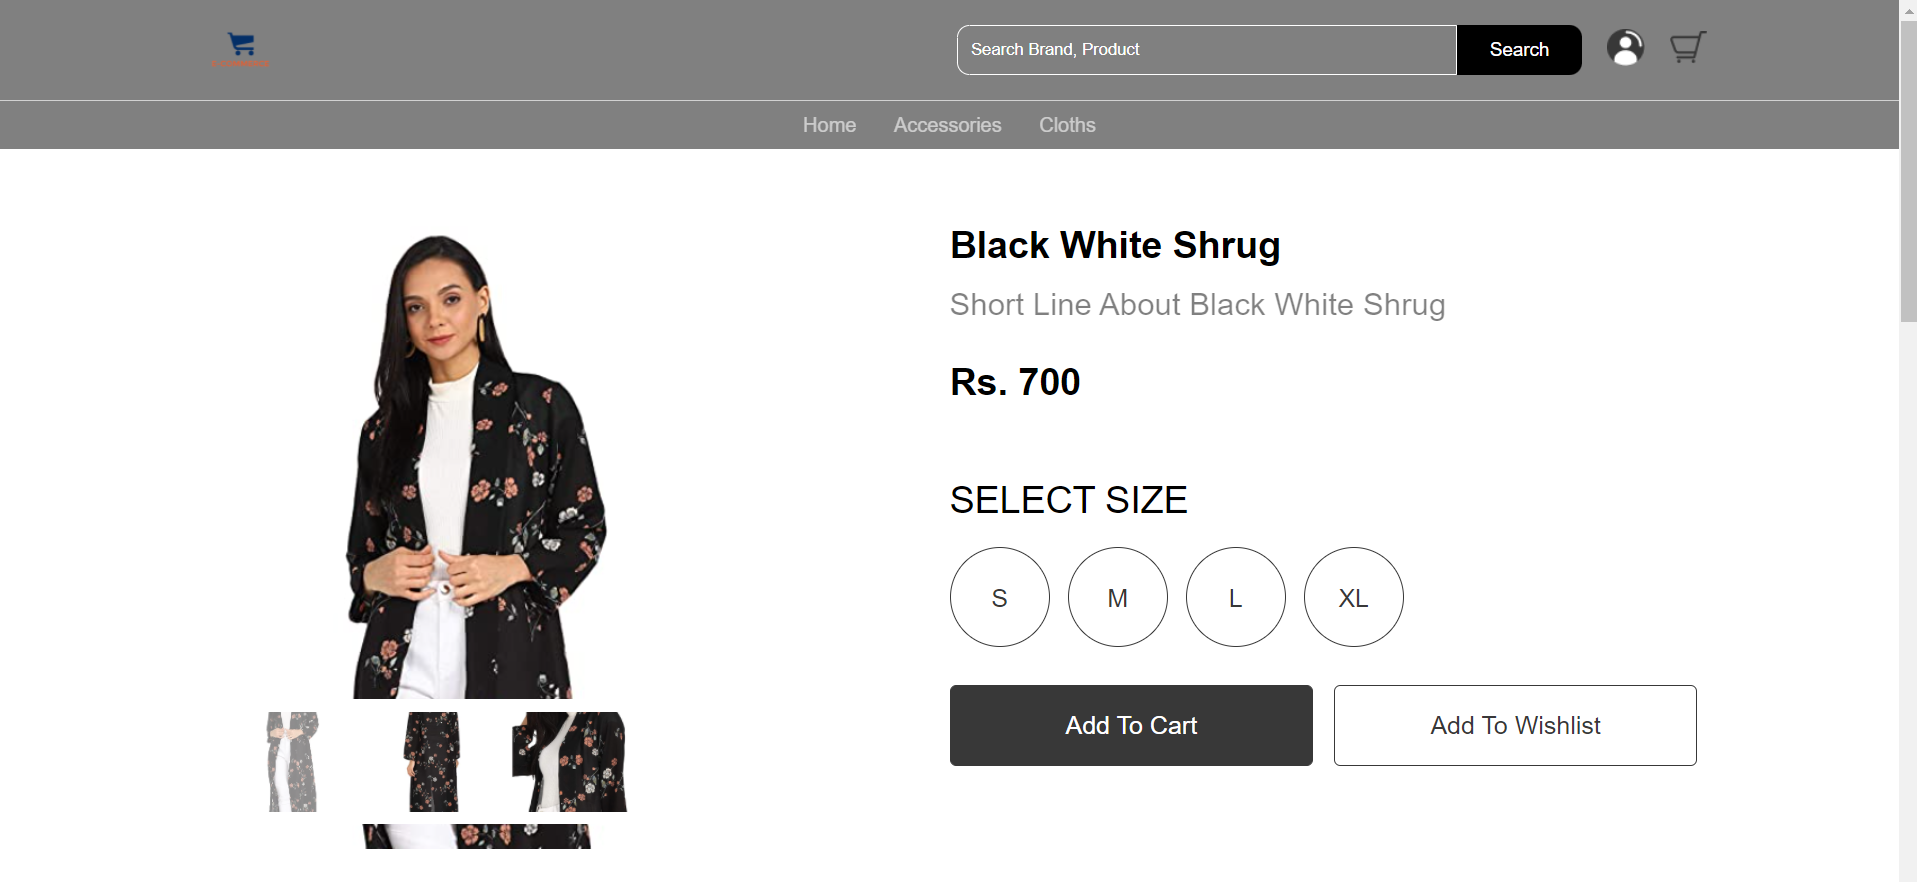 Search Brand, Product
Search
Home
Accessories
Cloths
Black White Shrug
Short Line About Black White Shrug
Rs. 700
SELECT SIZE
S
M
L
XL
Add To Cart
Add To Wishlist